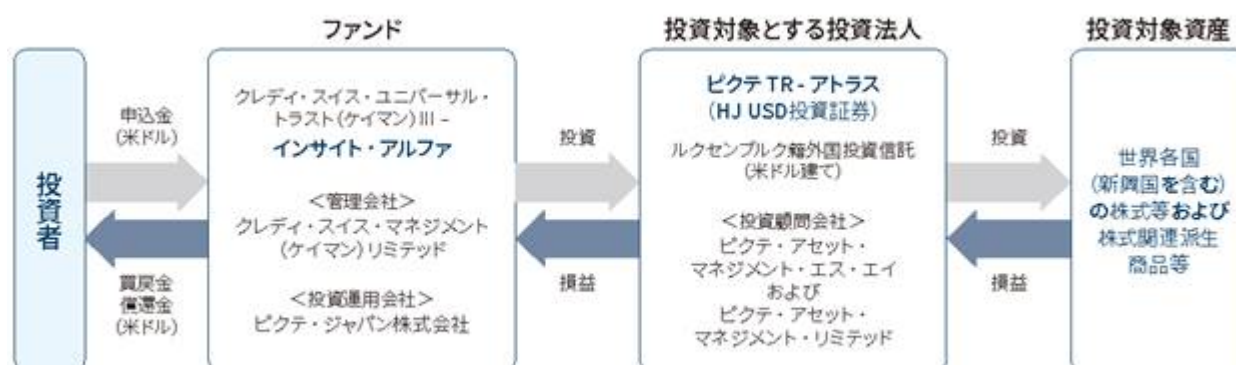 ファンド
投資対象とする投資法人
投資対象資産
投資者
申込金
(米ドル)
買戻金
償還金
(米ドル)
クレディ・スイス・ユニバーサル・
トラスト(ケイマン)III –
インサイト・アルファ
<管理会社>
クレディ・スイス・マネジメント
(ケイマン)リミテッド
<投資運用会社>
ピクテ・ジャパン株式会社
投資
損益
ピクテ TR - アトラス
(HJ USD投資証券)
ルクセンブルク籍外国投資信託
(米ドル建て)
<投資顧問会社>
ピクテ・アセット・
マネジメント・エス・エイ
および
ピクテ・アセット・
マネジメント・リミテッド
投資
損益
世界各国
(新興国を含む)
の株式等および
株式関連派生
商品等